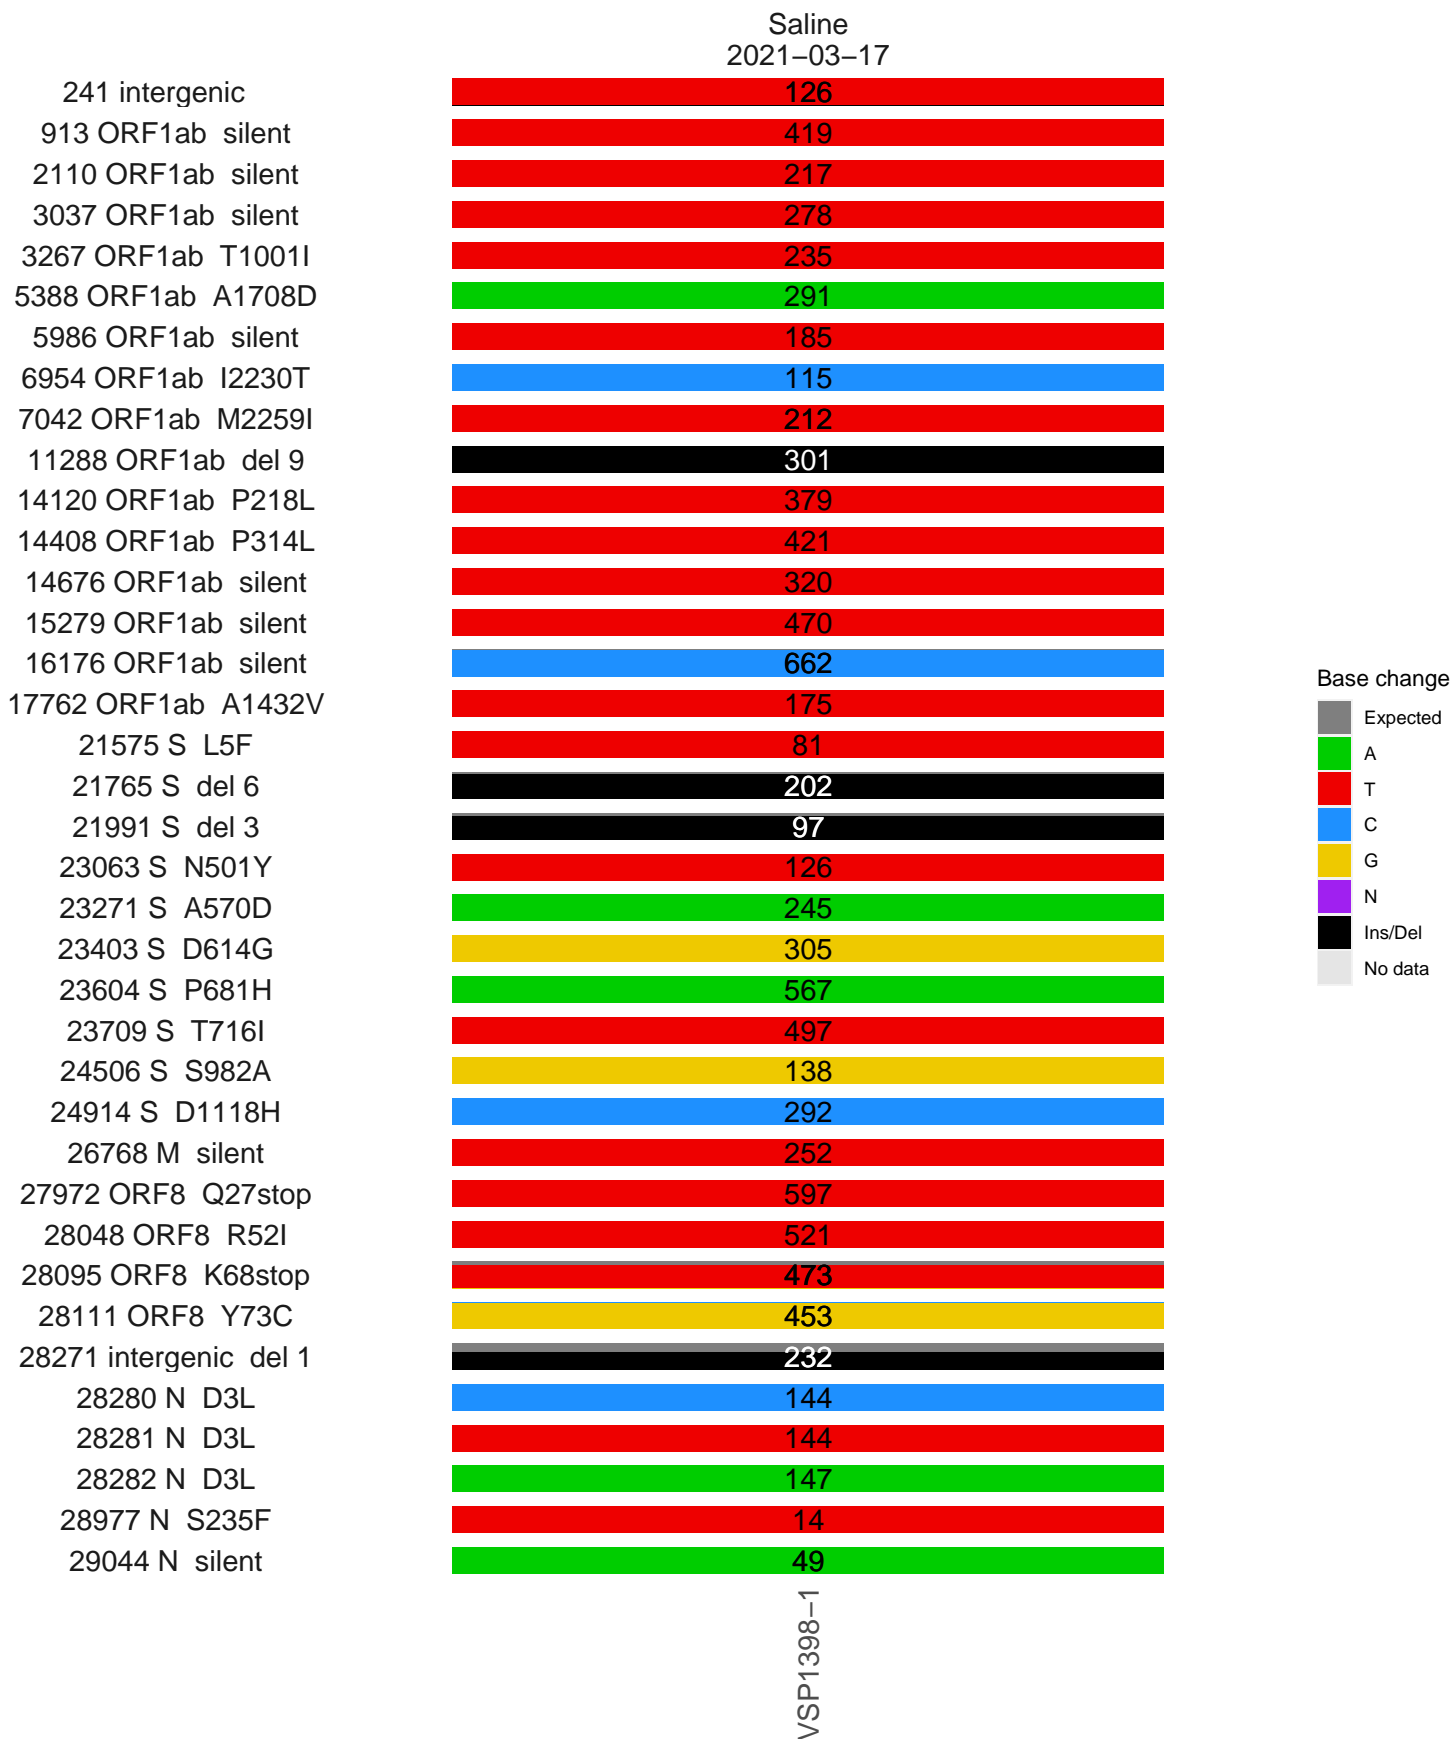 Saline
2021−03−17
241 intergenic 126
913 ORF1ab silent 419
2110 ORF1ab silent 217
3037 ORF1ab silent 278
3267 ORF1ab T1001I 235
5388 ORF1ab A1708D 291
5986 ORF1ab silent 185
6954 ORF1ab I2230T 115
7042 ORF1ab M2259I 212
11288 ORF1ab del 9 301
14120 ORF1ab P218L 379
14408 ORF1ab P314L 421
14676 ORF1ab silent 320
15279 ORF1ab silent 470
16176 ORF1ab silent 662
17762 ORF1ab A1432V 175
21575 S L5F 81
21765 S del 6 202
21991 S del 3 97
23063 S N501Y 126
23271 S A570D 245
23403 S D614G 305
23604 S P681H 567
23709 S T716I 497
24506 S S982A 138
24914 S D1118H 292
26768 M silent 252
27972 ORF8 Q27stop 597
28048 ORF8 R52I 521
28095 ORF8 K68stop 473
28111 ORF8 Y73C 453
28271 intergenic del 1 232
28280 N D3L 144
28281 N D3L 144
28282 N D3L 147
28977 N S235F 14
29044 N silent 49
VSP1398−1
Base change
Expected
A
T
C
G
N
Ins/Del
No data